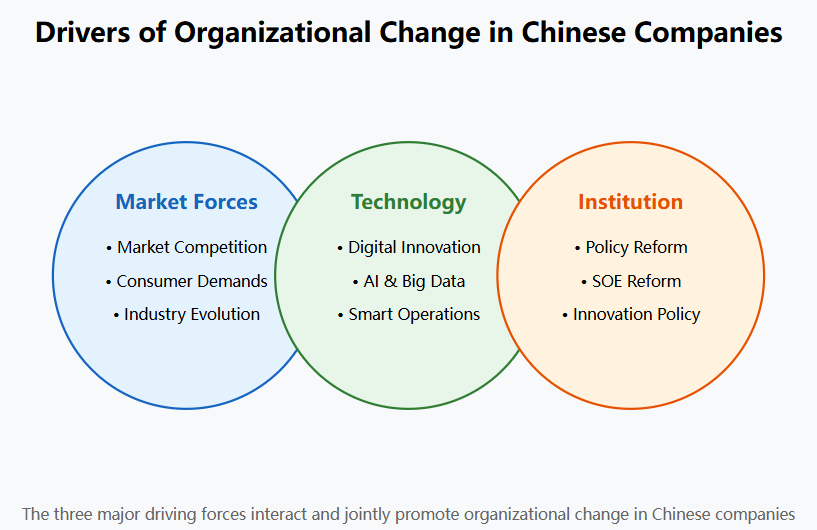 Drivers of Organizational Change in Chinese Companies
Market Forces
• Market Competition
• Consumer Demands
• Industry Evolution
Technology
• Digital Innovation
• AI & Big Data
• Smart Operations
Institution
• Policy Reform
• SOE Reform
• Innovation Policy
The three major driving forces interact and jointly promote organizational change in Chinese companies